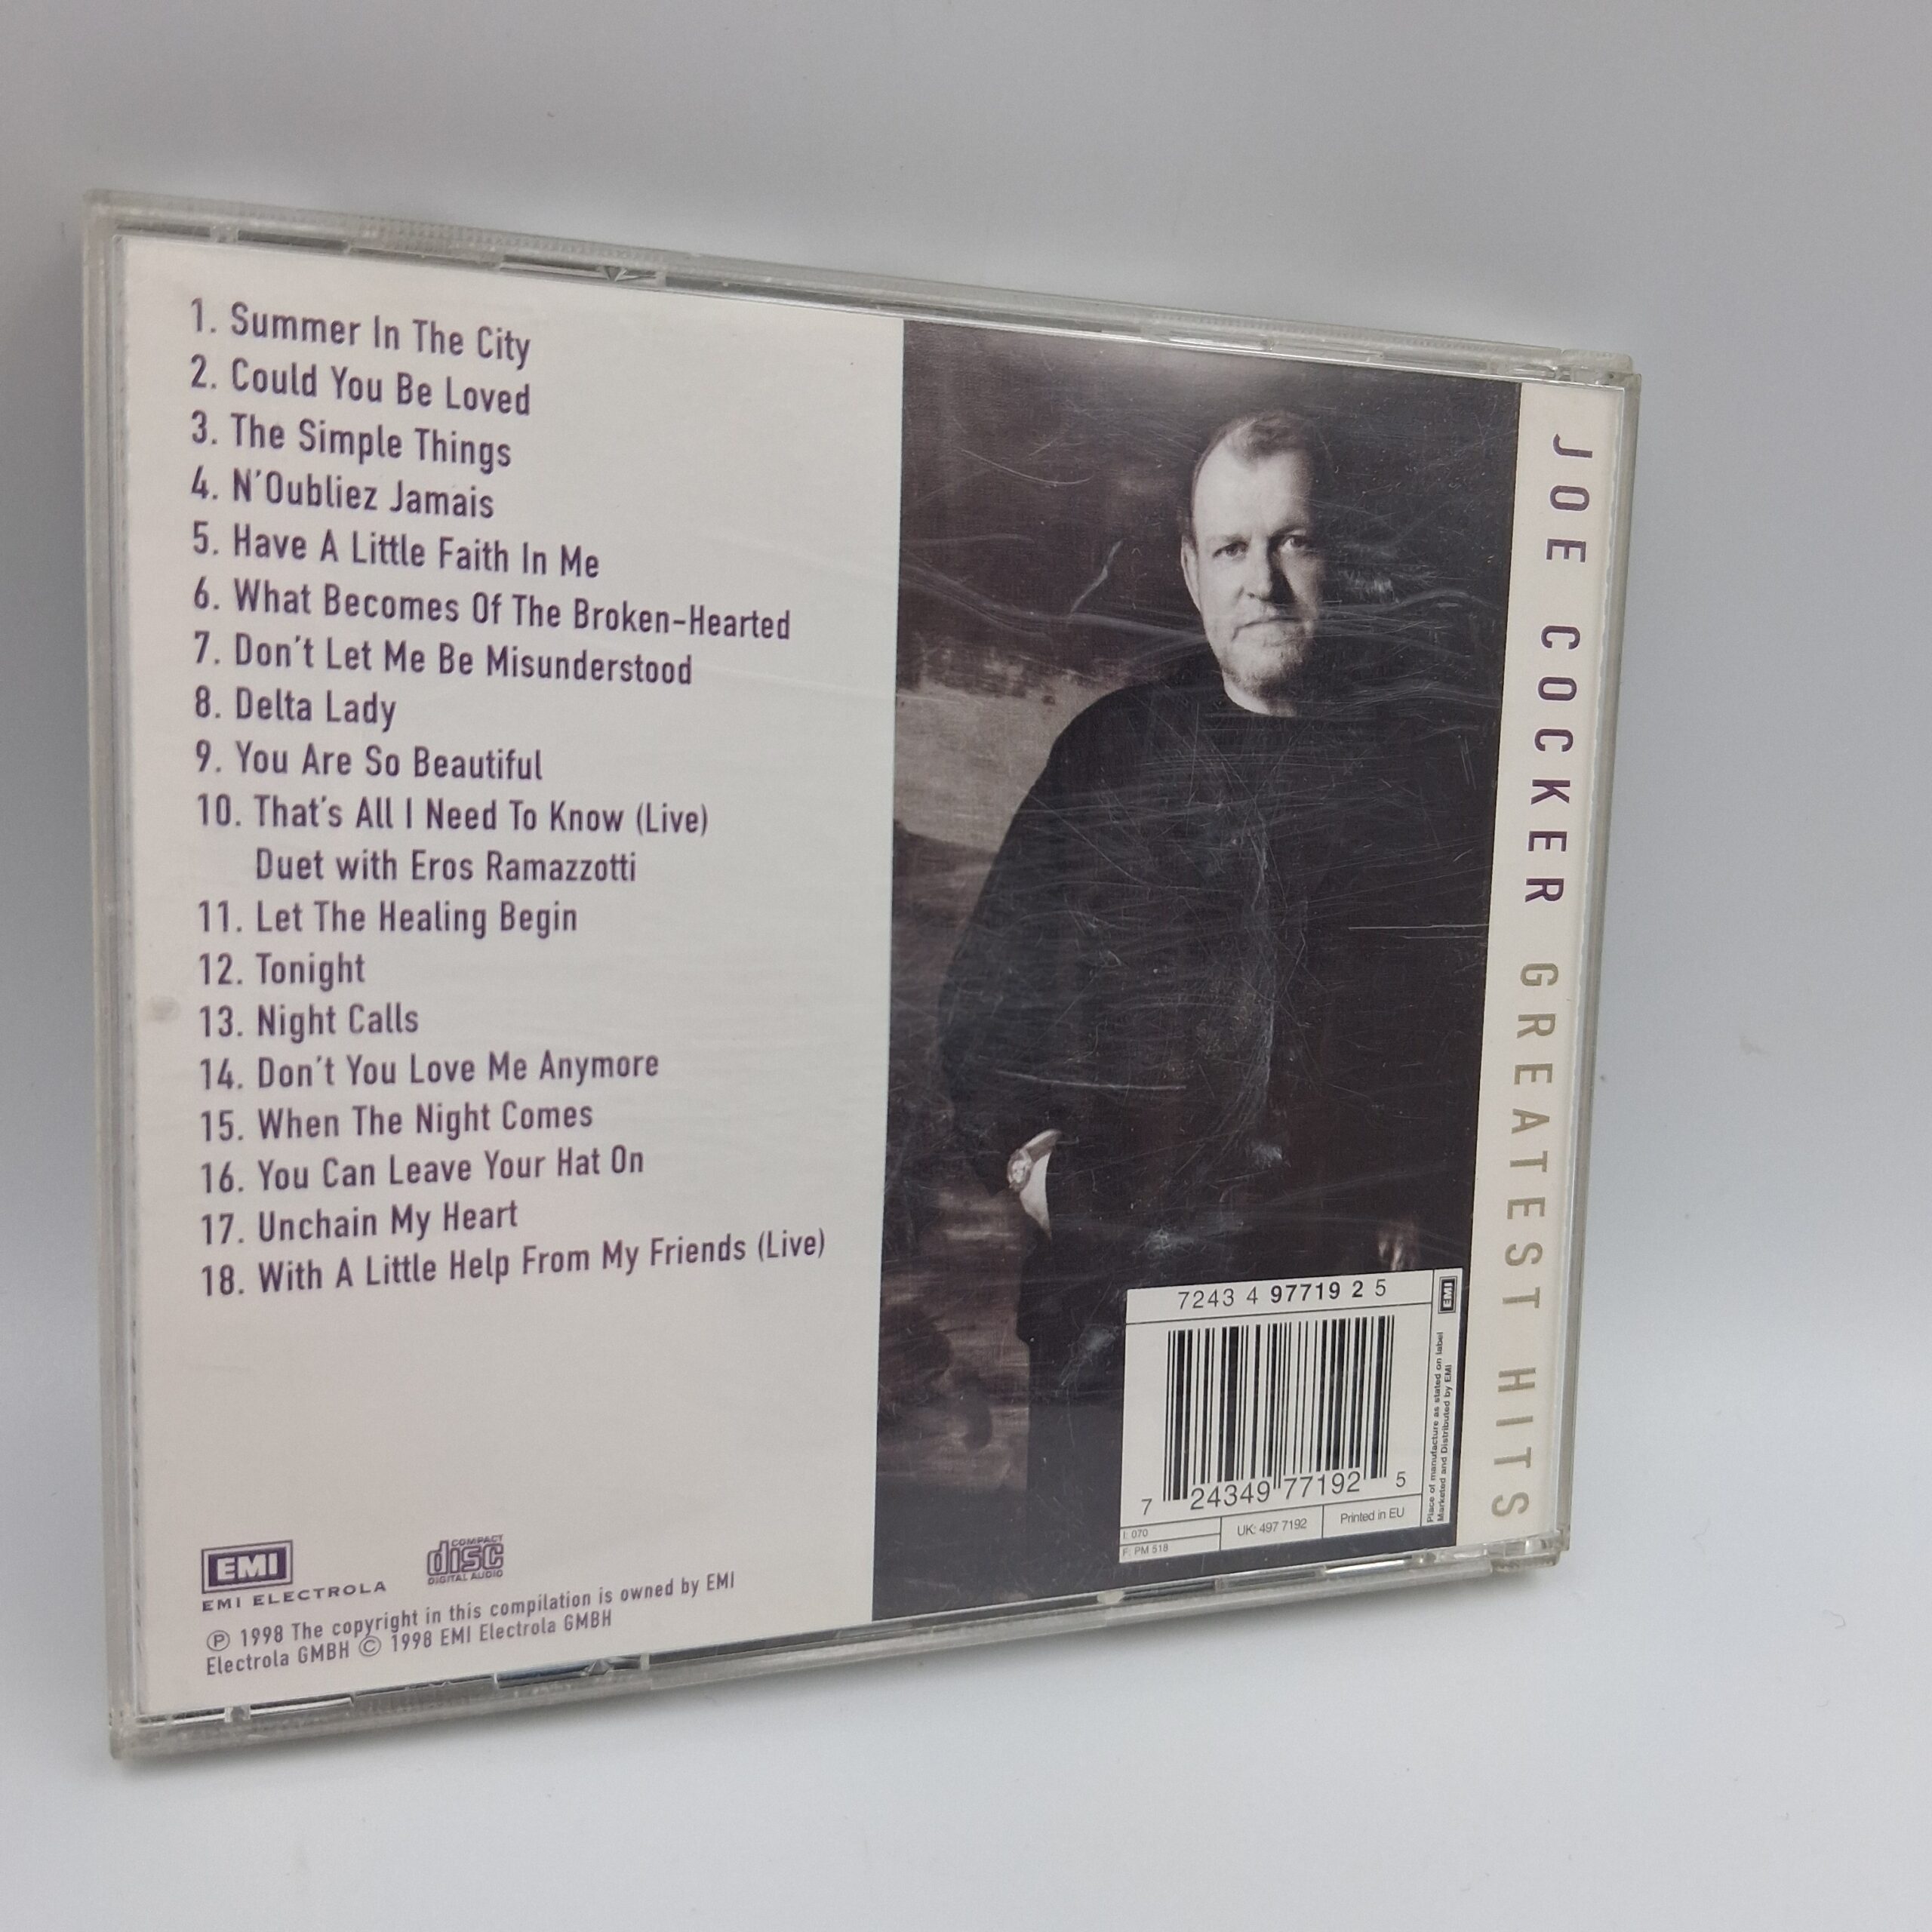 1. Summer In The City
2. Could You Be Loved
3. The Simple Things
4. N'Oubliez Jamais
5. Have A Little Faith In Me
6. What Becomes Of The Broken-Hearted
7. Don't Let Me Be Misunderstood
8. Delta Lady
9. You Are So Beautiful
10. That's All I Need To Know (Live)
Duet with Eros Ramazzotti
11. Let The Healing Begin
12. Tonight
13. Night Calls
14. Don't You Love Me Anymore
15. When The Night Comes
16. You Can Leave Your Hat On
17. Unchain My Heart
18. With A Little Help From My Friends (Live)
EMI
EMI ELECTROLA
COMPACT
disc
DIGITAL AUDIO
℗ 1998 The copyright in this compilation is owned by EMI
Electrola GMBH © 1998 EMI Electrola GMBH
7243 4 97719 2 5
7 24349 77192 5
I: 070
F: PM 518
UK: 497 7192
Printed in EU
EMI
Place of manufacture as stated on label
Marketed and Distributed by EMI
JOE COCKER GREATEST HITS